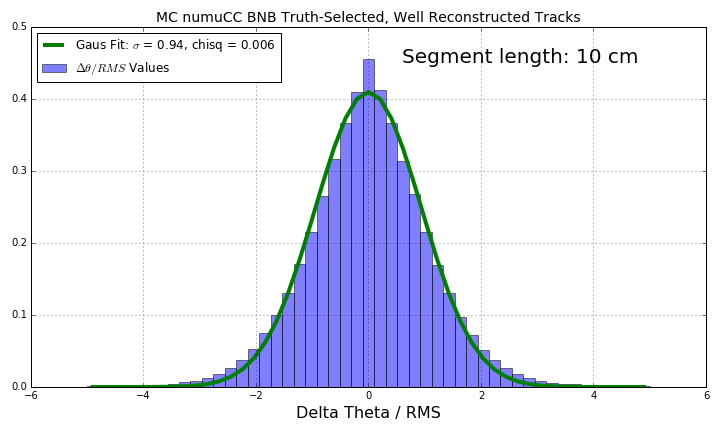 MC numuCC BNB Truth-Selected, Well Reconstructed Tracks
Gaus Fit: σ = 0.94, chisq = 0.006
Δθ/RMS Values
Segment length: 10 cm
0.5
0.4
0.3
0.2
0.1
0.0
−6 −4 −2 0 2 4 6
Delta Theta / RMS